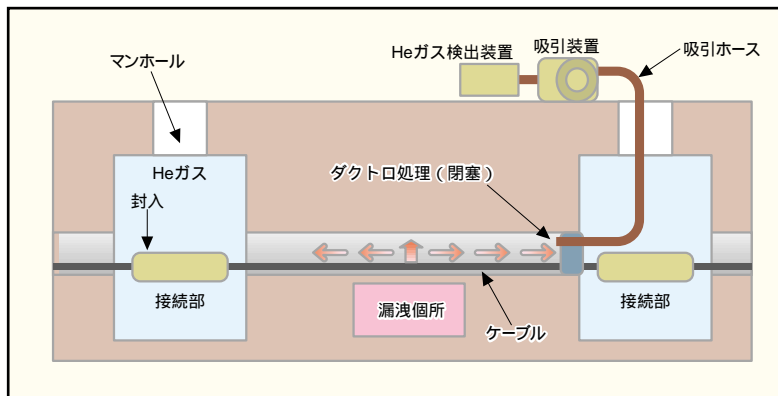 Heガス検出装置
吸引装置
吸引ホース
マンホール
Heガス
封入
ダクト口処理（閉塞）
接続部
漏洩個所
ケーブル
接続部